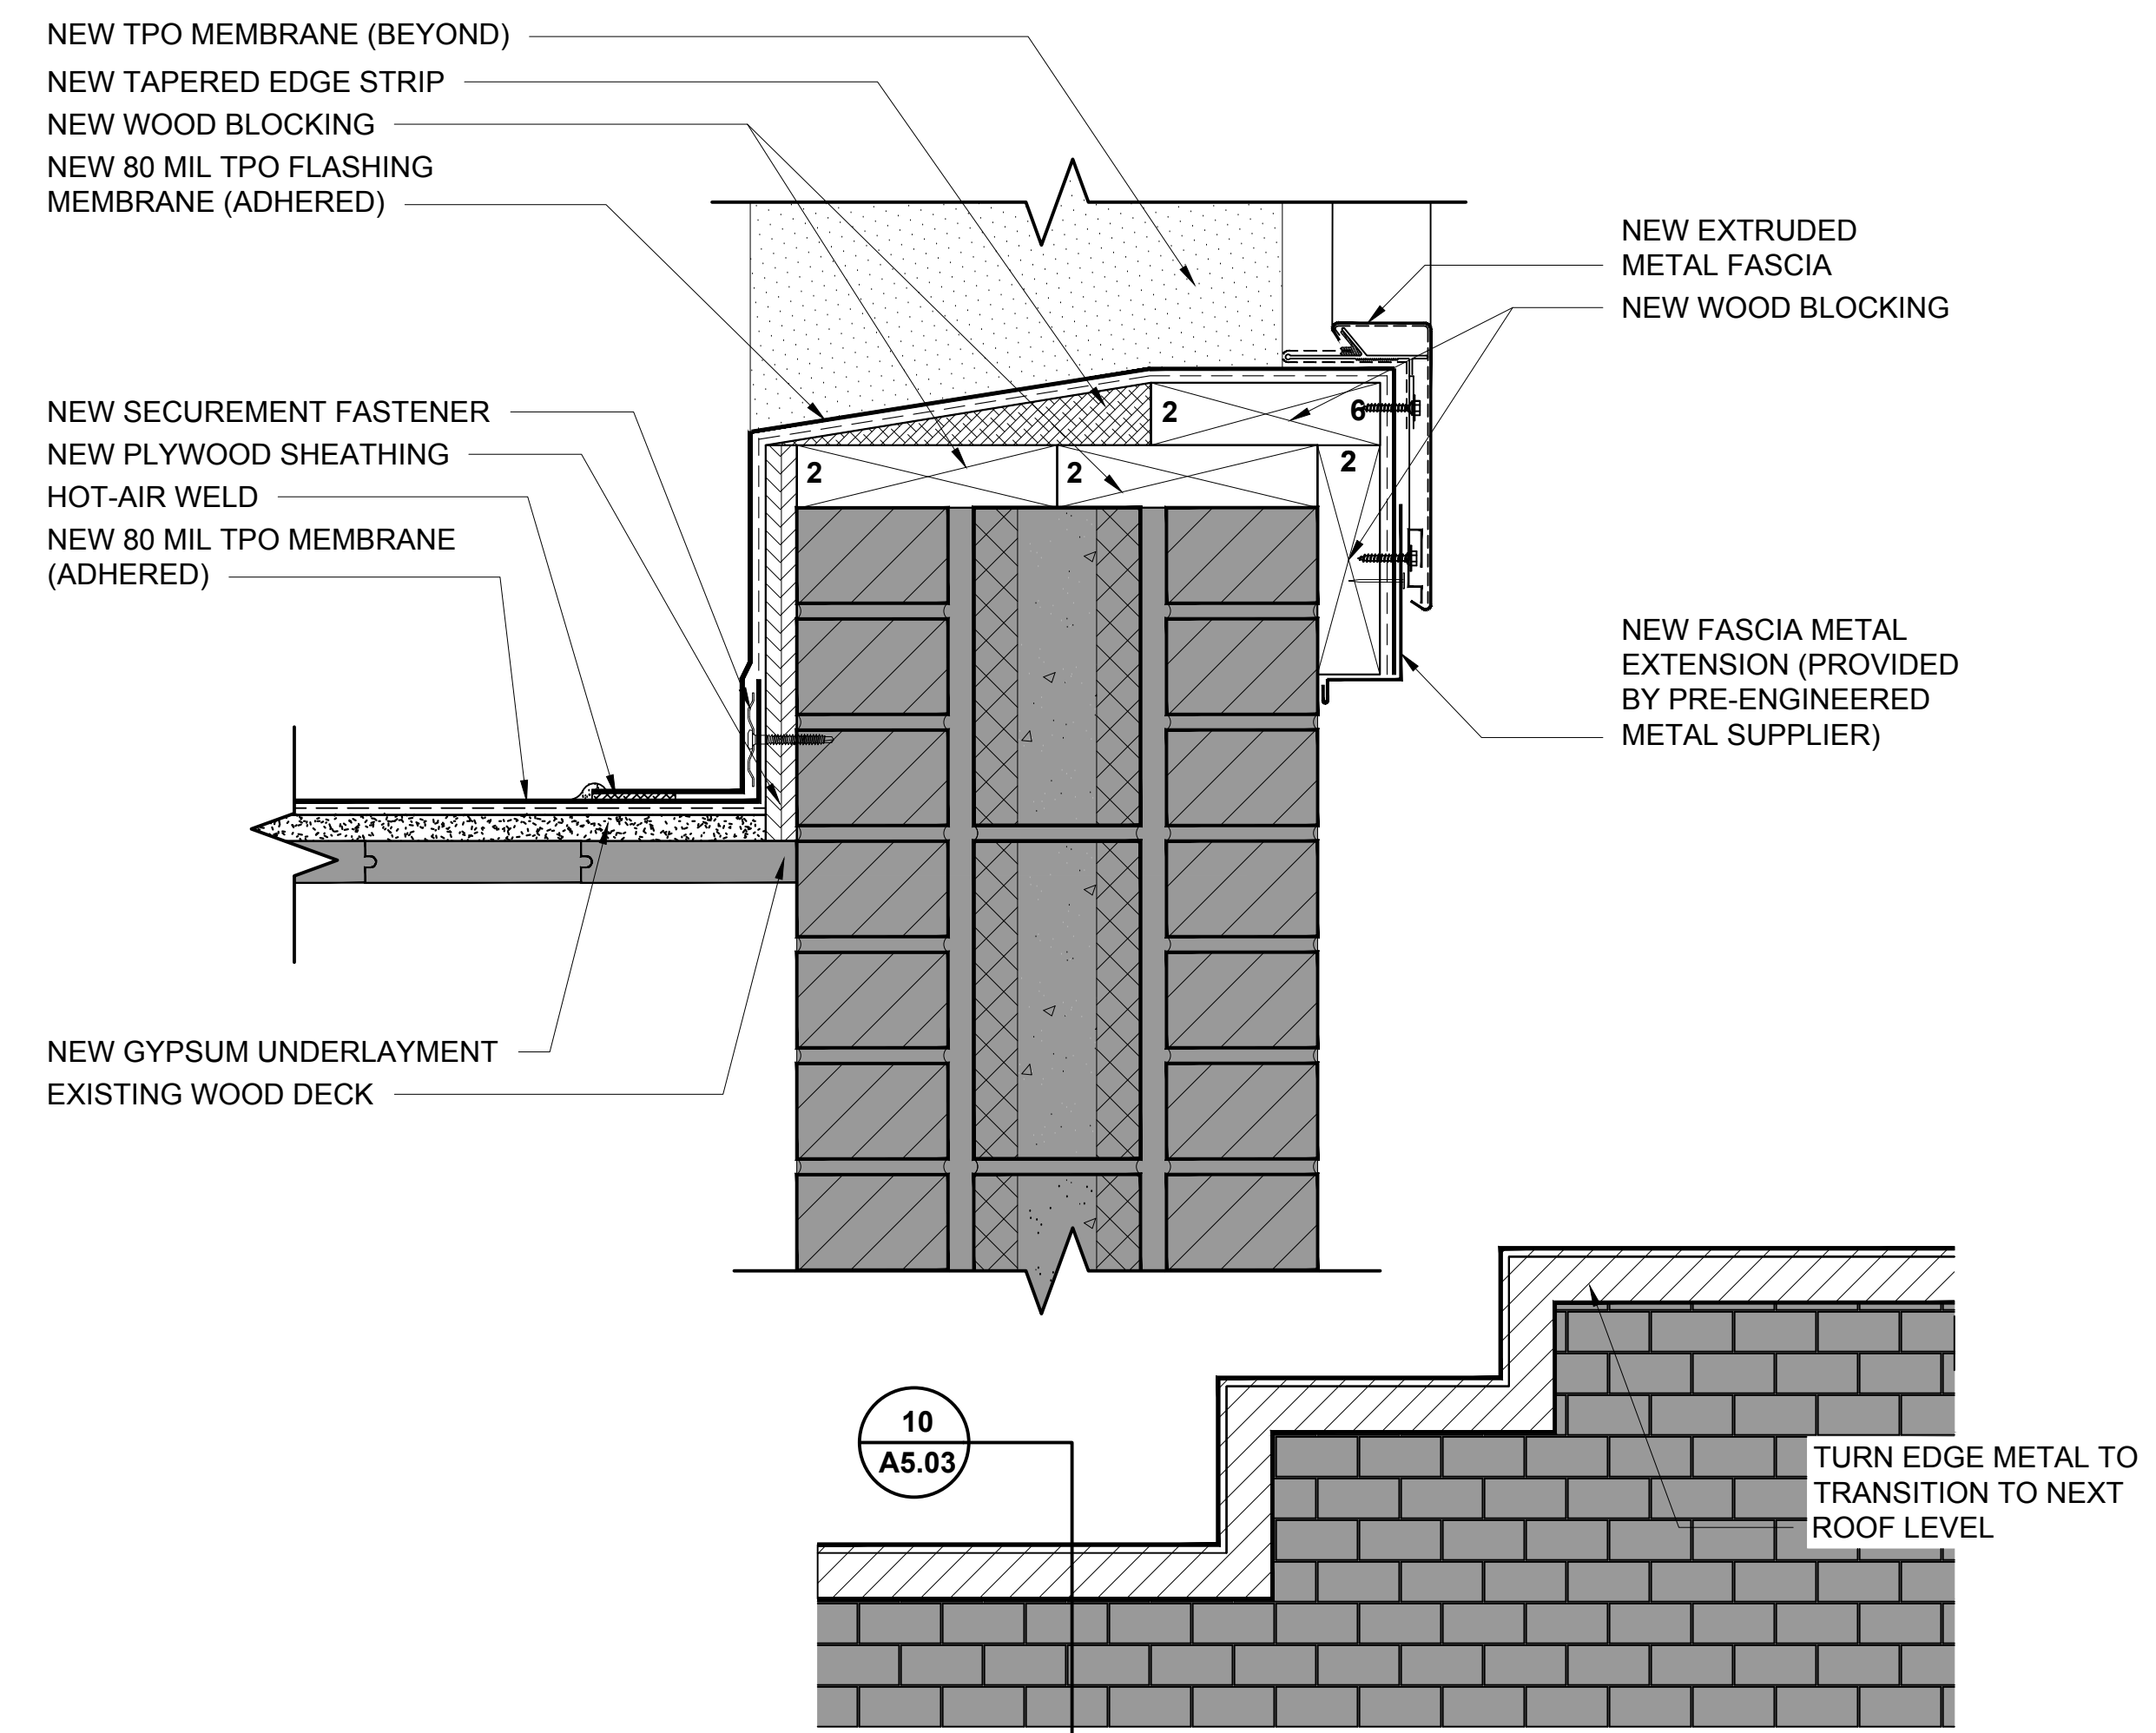 NEW TPO MEMBRANE (BEYOND)
NEW TAPERED EDGE STRIP
NEW WOOD BLOCKING
NEW 80 MIL TPO FLASHING
MEMBRANE (ADHERED)
NEW EXTRUDED
METAL FASCIA
NEW WOOD BLOCKING
NEW SECUREMENT FASTENER
NEW PLYWOOD SHEATHING
HOT-AIR WELD
NEW 80 MIL TPO MEMBRANE
(ADHERED)
2
6
2
2
2
NEW FASCIA METAL
EXTENSION (PROVIDED
BY PRE-ENGINEERED
METAL SUPPLIER)
NEW GYPSUM UNDERLAYMENT
EXISTING WOOD DECK
10
A5.03
TURN EDGE METAL TO
TRANSITION TO NEXT
ROOF LEVEL